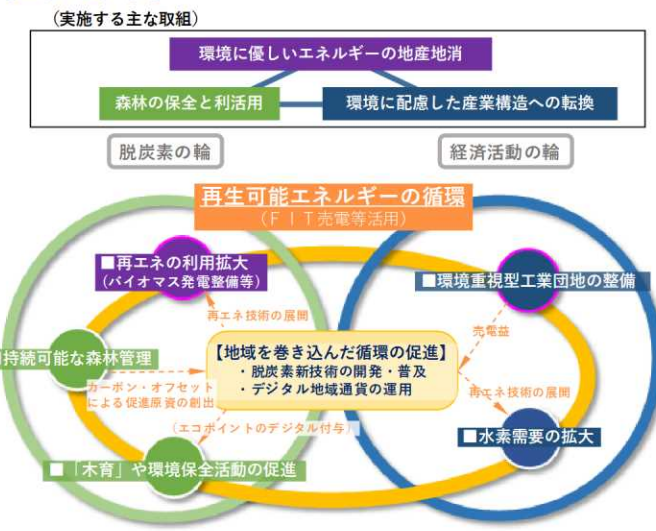 (実施する主な取組)
環境に優しいエネルギーの地産地消
森林の保全と利活用
環境に配慮した産業構造への転換
脱炭素の輪
経済活動の輪
再生可能エネルギーの循環
(FIT売電等活用)
■再エネの利用拡大
(バイオマス発電整備等)
■環境重視型工業団地の整備
再エネ技術の展開
売電益
持続可能な森林管理
【地域を巻き込んだ循環の促進】
・脱炭素新技術の開発・普及
・デジタル地域通貨の運用
カーボン・オフセット
による促進原資の創出
再エネ技術の展開
(エコポイントのデジタル付与)
■水素需要の拡大
■「木育」や環境保全活動の促進